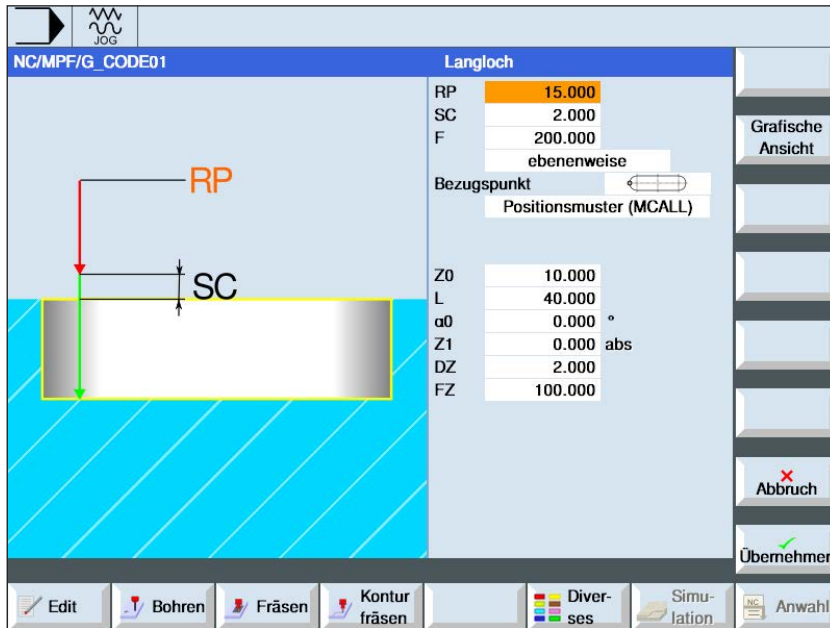 JOG
NC/MPF/G_CODE01
Langloch
RP 15.000
SC 2.000
F 200.000
ebenenweise
Bezugspunkt
Positionsmuster (MCALL)
Z0 10.000
L 40.000
α0 0.000 °
Z1 0.000 abs
DZ 2.000
FZ 100.000
RP
SC
Grafische
Ansicht
Abbruch
Übernehmen
Edit
Bohren
Fräsen
Kontur
fräsen
Diver-
ses
Simu-
lation
NC
Anwahl